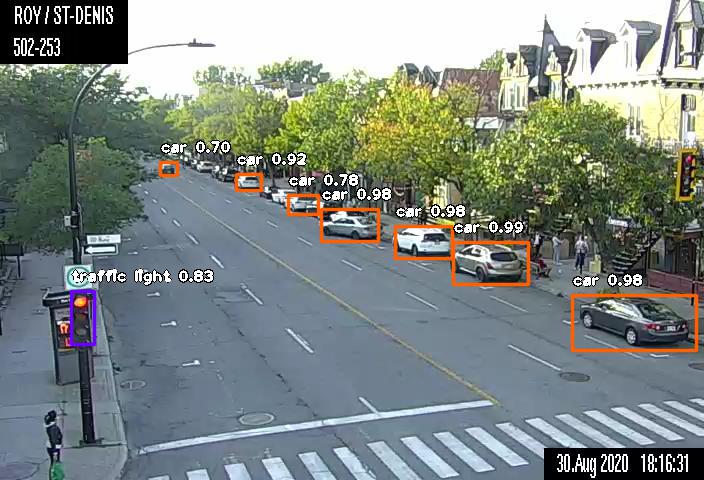 ROY / ST-DENIS
502-253
car 0.70
car 0.92
car 0.78
car 0.98
car 0.98
car 0.99
traffic light 0.83
car 0.98
30.Aug 2020 18:16:31